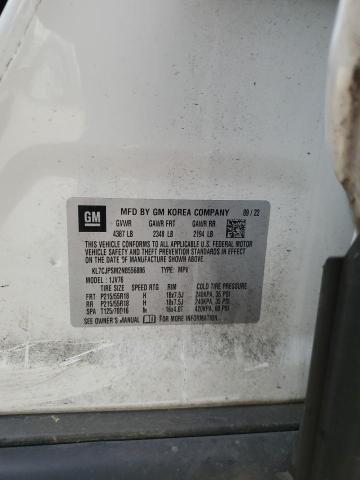 GM
MFD BY GM KOREA COMPANY 09/22
GVWR GAWR FRT GAWR RR
4387 LB 2348 LB 2194 LB
THIS VEHICLE CONFORMS TO ALL APPLICABLE U.S. FEDERAL MOTOR
VEHICLE SAFETY AND THEFT PREVENTION STANDARDS IN
EFFECT ON THE DATE OF MANUFACTURE SHOWN ABOVE.
TYPE: MPV
MODEL: 1JV76
TIRE SIZE SPEED RTG RIM COLD TIRE PRESSURE
FRT P215/55R18 H 18x7.5J 240KPA, 35 PSI
RR P215/55R18 H 18x7.5J 240KPA, 35 PSI
SPA T125/70D16 16x4.0T 420KPA, 60 PSI
SEE OWNER'S MANUAL FOR MORE INFORMATION.